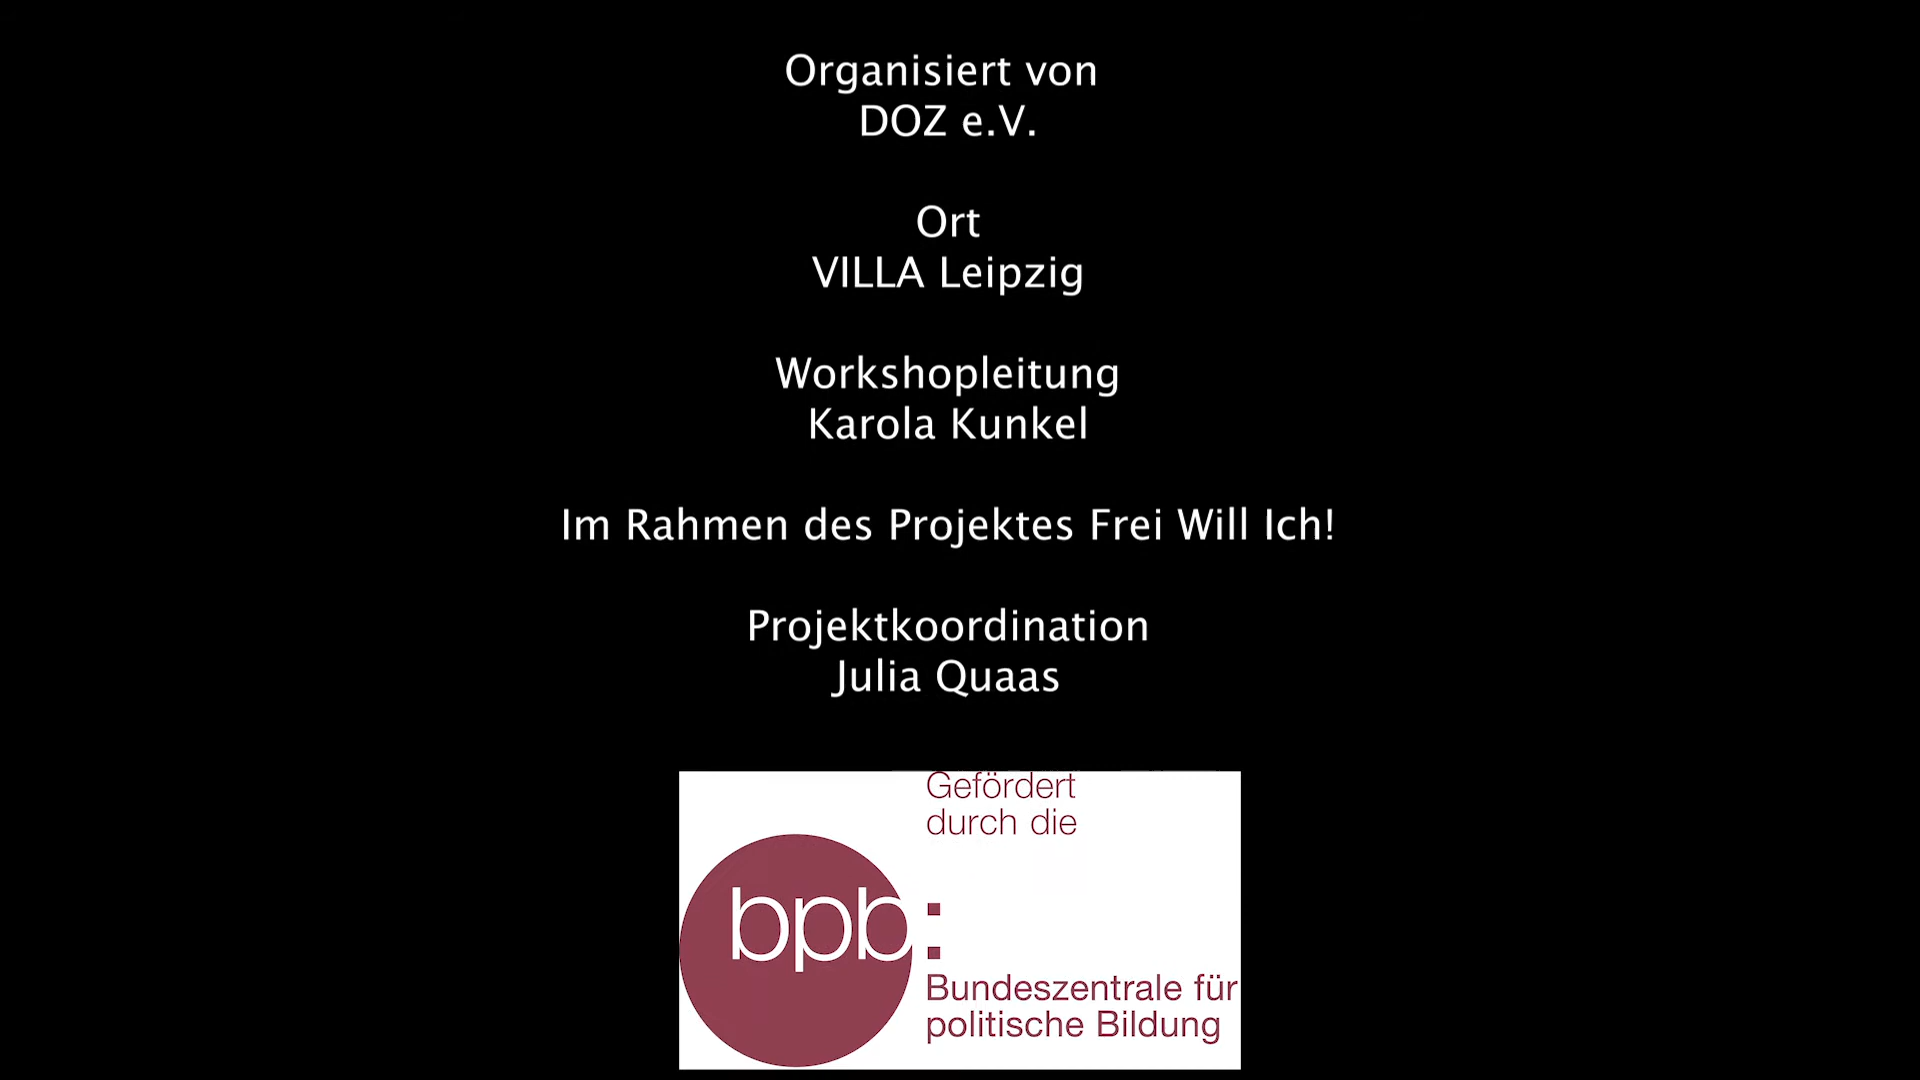 Organisiert von
DOZ e.V.
Ort
VILLA Leipzig
Workshopleitung
Karola Kunkel
Im Rahmen des Projektes Frei Will Ich!
Projektkoordination
Julia Quaas
Gefördert
durch die
bpb:
Bundeszentrale für
politische Bildung